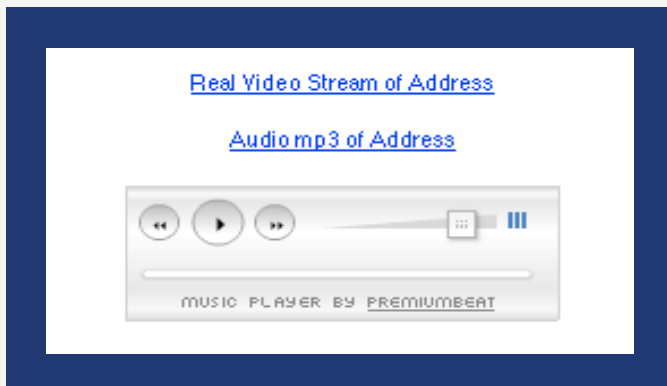 Real Video Stream of Address
Audio mp3 of Address
MUSIC PLAYER BY PREMIUMBEAT